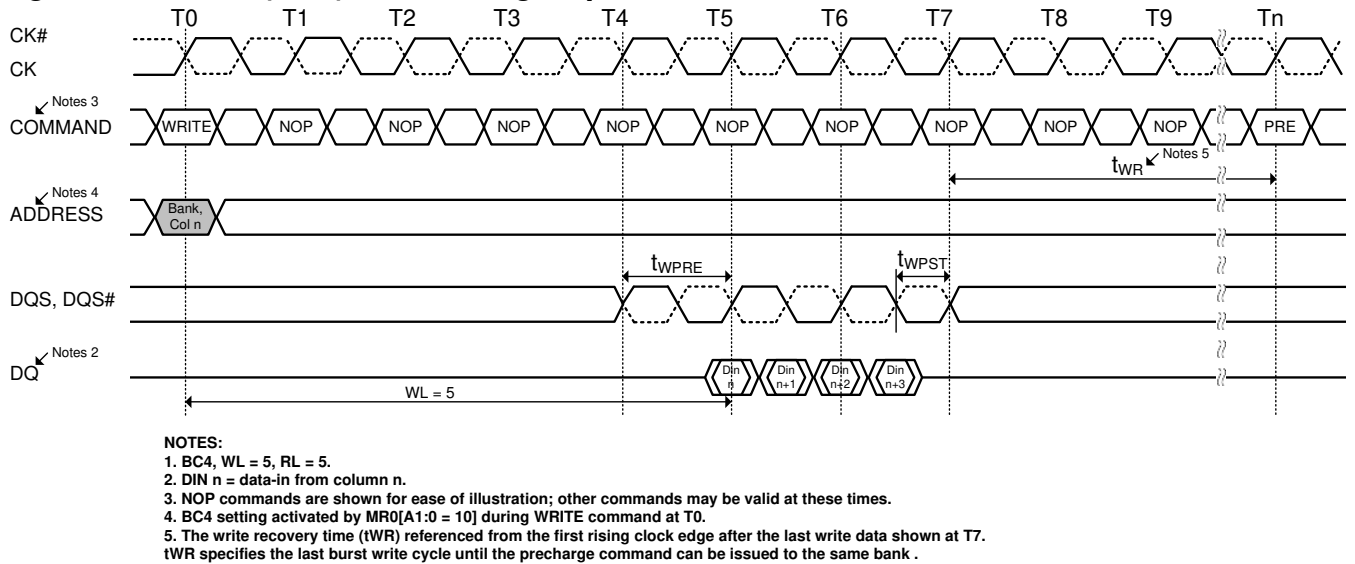 T0 T1 T2 T3 T4 T5 T6 T7 T8 T9 Tn
CK#
CK
Notes 3
COMMAND WRITE NOP NOP NOP NOP NOP NOP NOP NOP NOP PRE
tWR Notes 5
Notes 4
ADDRESS
Bank,
Col n
tWPRE tWPST
DQS, DQS#
Notes 2
DQ
Din Din Din Din
n n+1 n+2 n+3
WL = 5
NOTES:
1. BC4, WL = 5, RL = 5.
2. DIN n = data-in from column n.
3. NOP commands are shown for ease of illustration; other commands may be valid at these times.
4. BC4 setting activated by MR0[A1:0 = 10] during WRITE command at T0.
5. The write recovery time (tWR) referenced from the first rising clock edge after the last write data shown at T7.
tWR specifies the last burst write cycle until the precharge command can be issued to the same bank .